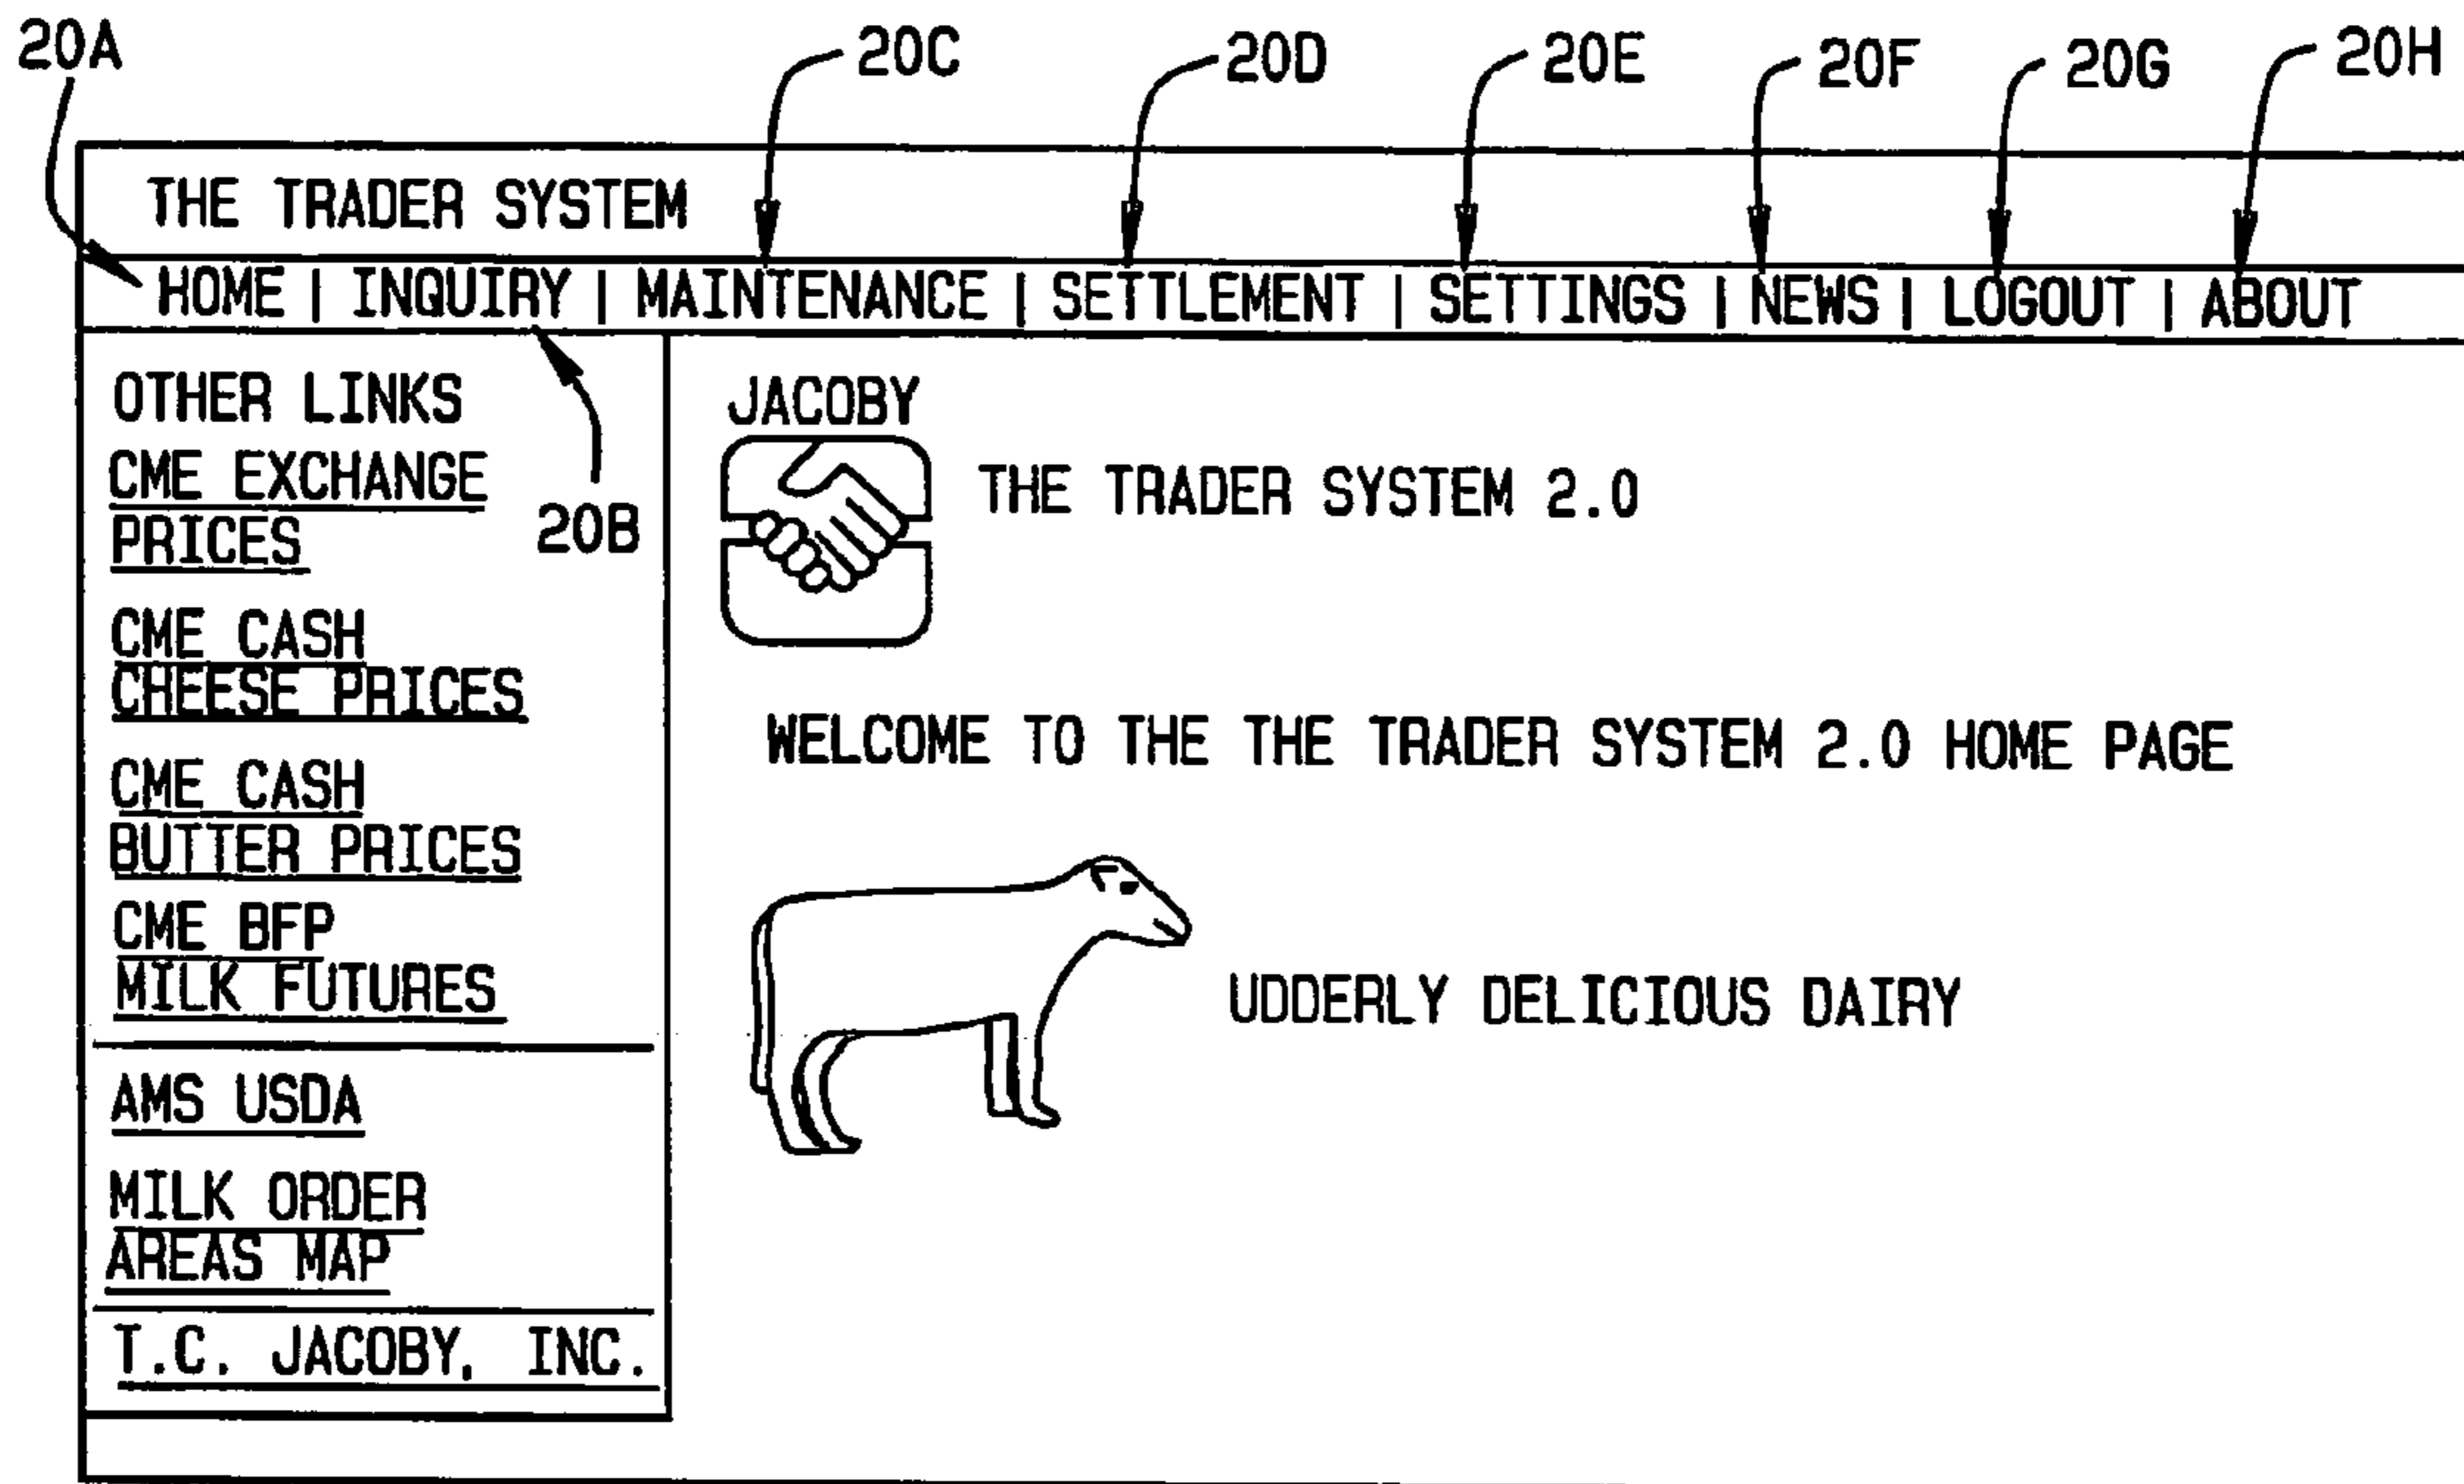 20A 20C 20D 20E 20F 20G 20H
THE TRADER SYSTEM
HOME | INQUIRY | MAINTENANCE | SETTLEMENT | SETTINGS | NEWS | LOGOUT | ABOUT
OTHER LINKS
CME EXCHANGE
PRICES
20B
CME CASH
CHEESE PRICES
CME CASH
BUTTER PRICES
CME BFP
MILK FUTURES
AMS USDA
MILK ORDER
AREAS MAP
T.C. JACOBY, INC.
JACOBY
THE TRADER SYSTEM 2.0
WELCOME TO THE THE TRADER SYSTEM 2.0 HOME PAGE
UDDERLY DELICIOUS DAIRY